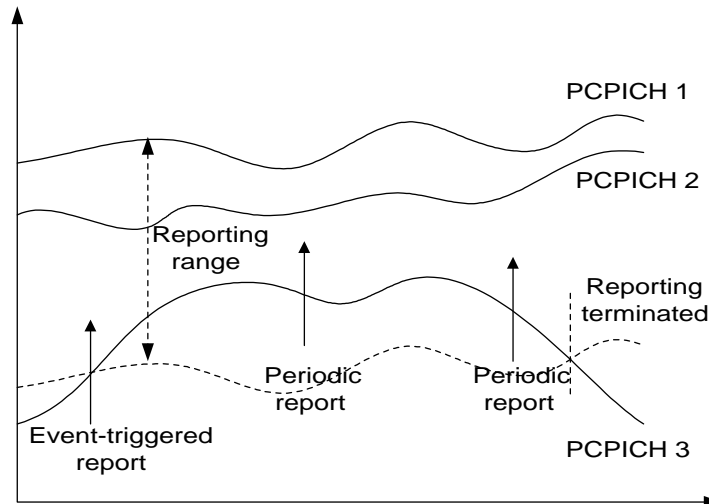 PCPICH 1
PCPICH 2
Reporting
range
Reporting
terminated
Periodic
report
Periodic
report
Event-triggered
report
PCPICH 3